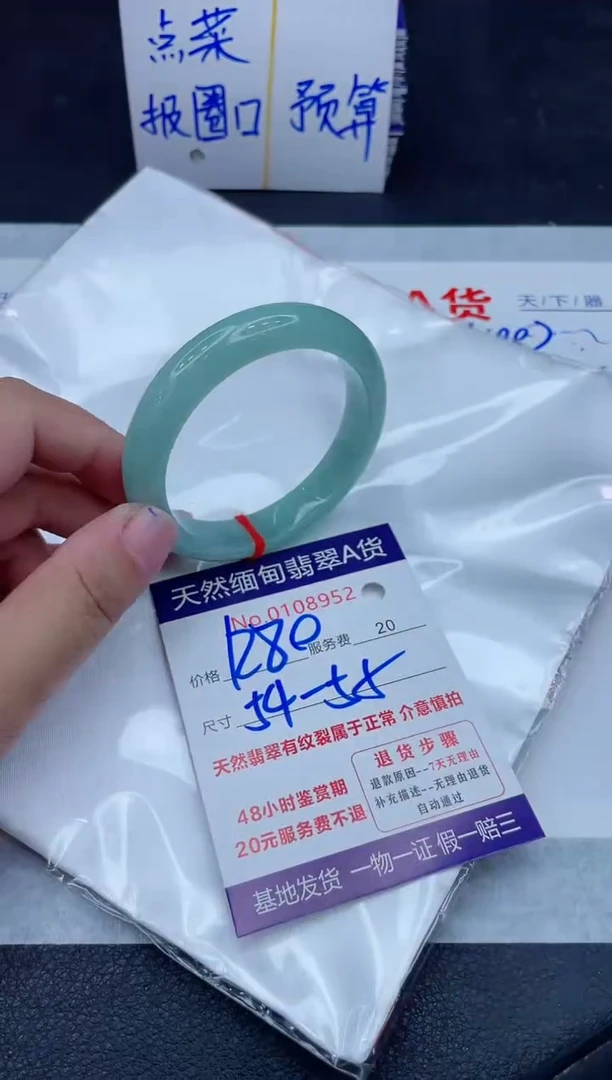 点菜
报圈口 预算
A货
天/下/器
天然缅甸翡翠A货
No.0108952
价格 1280 服务费 20
尺寸 54-55
天然翡翠有纹裂属于正常 介意慎拍
48小时鉴赏期
20元服务费不退
退货步骤
退款原因--7天无理由
补充描述--无理由退货
自动通过
基地发货 一物一证 假一赔三